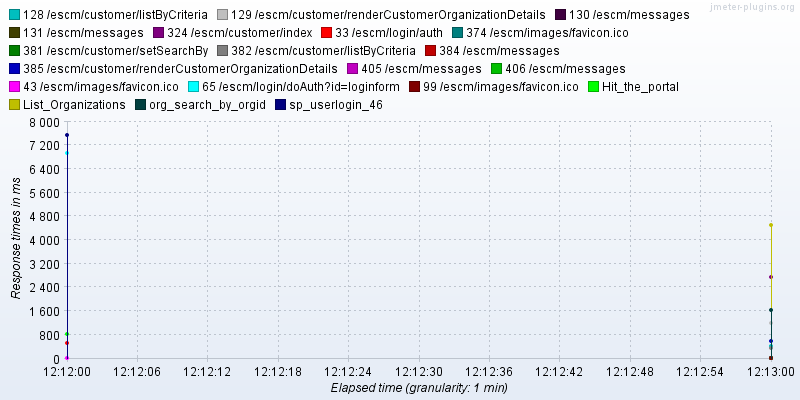 jmeter-plugins.org
128 /escm/customer/listByCriteria 129 /escm/customer/renderCustomerOrganizationDetails 130 /escm/messages
131 /escm/messages 324 /escm/customer/index 33 /escm/login/auth 374 /escm/images/favicon.ico
381 /escm/customer/setSearchBy 382 /escm/customer/listByCriteria 384 /escm/messages
385 /escm/customer/renderCustomerOrganizationDetails 405 /escm/messages 406 /escm/messages
43 /escm/images/favicon.ico 65 /escm/login/doAuth?id=loginform 99 /escm/images/favicon.ico Hit_the_portal
List_Organizations org_search_by_orgid sp_userlogin_46
8 000
7 200
6 400
5 600
4 800
4 000
3 200
2 400
1 600
800
0
Response times in ms
12:12:00 12:12:06 12:12:12 12:12:18 12:12:24 12:12:30 12:12:36 12:12:42 12:12:48 12:12:54 12:13:00
Elapsed time (granularity: 1 min)